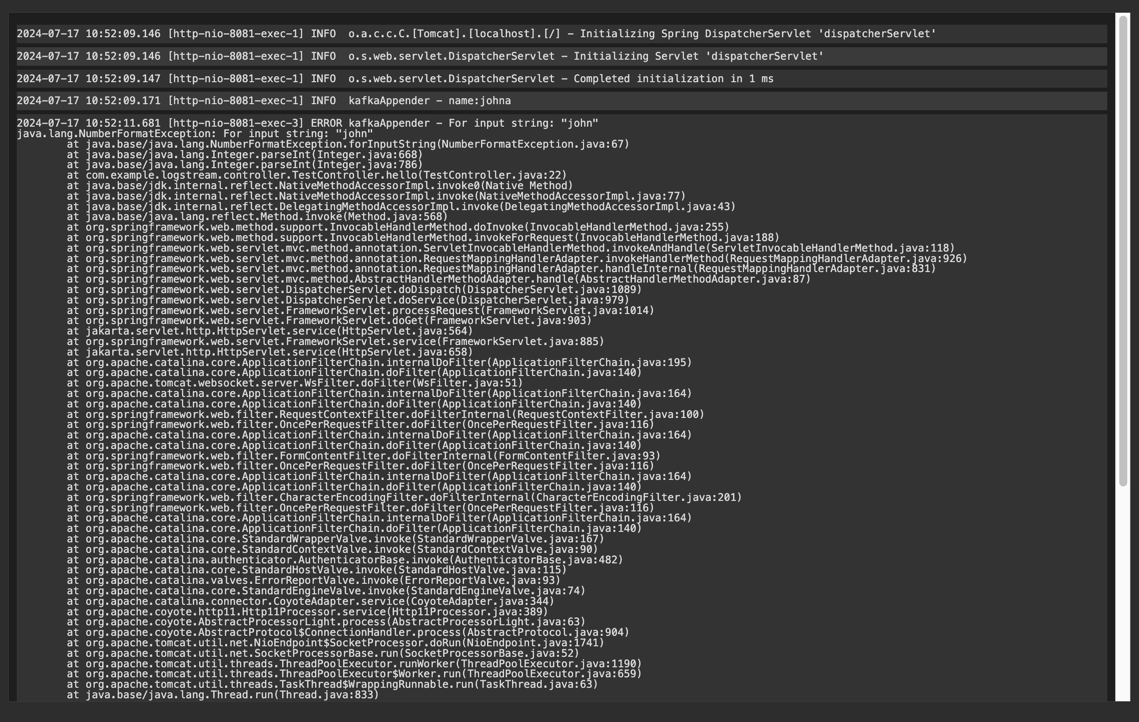 2024-07-17 10:52:09.146 [http-nio-8081-exec-1] INFO  o.a.c.c.C.[Tomcat].[localhost].[/] - Initializing Spring DispatcherServlet 'dispatcherServlet'
2024-07-17 10:52:09.146 [http-nio-8081-exec-1] INFO  o.s.web.servlet.DispatcherServlet - Initializing Servlet 'dispatcherServlet'
2024-07-17 10:52:09.147 [http-nio-8081-exec-1] INFO  o.s.web.servlet.DispatcherServlet - Completed initialization in 1 ms
2024-07-17 10:52:09.171 [http-nio-8081-exec-1] INFO  kafkaAppender - name:johna
2024-07-17 10:52:11.681 [http-nio-8081-exec-3] ERROR kafkaAppender - For input string: "john"
java.lang.NumberFormatException: For input string: "john"
at java.base/java.lang.NumberFormatException.forInputString(NumberFormatException.java:67)
at java.base/java.lang.Integer.parseInt(Integer.java:668)
at java.base/java.lang.Integer.parseInt(Integer.java:786)
at com.example.logstream.controller.TestController.hello(TestController.java:22)
at java.base/jdk.internal.reflect.NativeMethodAccessorImpl.invoke0(Native Method)
at java.base/jdk.internal.reflect.NativeMethodAccessorImpl.invoke(NativeMethodAccessorImpl.java:77)
at java.base/jdk.internal.reflect.DelegatingMethodAccessorImpl.invoke(DelegatingMethodAccessorImpl.java:43)
at java.base/java.lang.reflect.Method.invoke(Method.java:568)
at org.springframework.web.method.support.InvocableHandlerMethod.doInvoke(InvocableHandlerMethod.java:255)
at org.springframework.web.method.support.InvocableHandlerMethod.invokeForRequest(InvocableHandlerMethod.java:188)
at org.springframework.web.servlet.mvc.method.annotation.ServletInvocableHandlerMethod.invokeAndHandle(ServletInvocableHandlerMethod.java:118)
at org.springframework.web.servlet.mvc.method.annotation.RequestMappingHandlerAdapter.invokeHandlerMethod(RequestMappingHandlerAdapter.java:926)
at org.springframework.web.servlet.mvc.method.annotation.RequestMappingHandlerAdapter.handleInternal(RequestMappingHandlerAdapter.java:831)
at org.springframework.web.servlet.mvc.method.AbstractHandlerMethodAdapter.handle(AbstractHandlerMethodAdapter.java:87)
at org.springframework.web.servlet.DispatcherServlet.doDispatch(DispatcherServlet.java:1089)
at org.springframework.web.servlet.DispatcherServlet.doService(DispatcherServlet.java:979)
at org.springframework.web.servlet.FrameworkServlet.processRequest(FrameworkServlet.java:1014)
at org.springframework.web.servlet.FrameworkServlet.doGet(FrameworkServlet.java:903)
at jakarta.servlet.http.HttpServlet.service(HttpServlet.java:564)
at org.springframework.web.servlet.FrameworkServlet.service(FrameworkServlet.java:885)
at jakarta.servlet.http.HttpServlet.service(HttpServlet.java:658)
at org.apache.catalina.core.ApplicationFilterChain.internalDoFilter(ApplicationFilterChain.java:195)
at org.apache.catalina.core.ApplicationFilterChain.doFilter(ApplicationFilterChain.java:140)
at org.apache.tomcat.websocket.server.WsFilter.doFilter(WsFilter.java:51)
at org.apache.catalina.core.ApplicationFilterChain.internalDoFilter(ApplicationFilterChain.java:164)
at org.apache.catalina.core.ApplicationFilterChain.doFilter(ApplicationFilterChain.java:140)
at org.springframework.web.filter.RequestContextFilter.doFilterInternal(RequestContextFilter.java:100)
at org.springframework.web.filter.OncePerRequestFilter.doFilter(OncePerRequestFilter.java:116)
at org.apache.catalina.core.ApplicationFilterChain.internalDoFilter(ApplicationFilterChain.java:164)
at org.apache.catalina.core.ApplicationFilterChain.doFilter(ApplicationFilterChain.java:140)
at org.springframework.web.filter.FormContentFilter.doFilterInternal(FormContentFilter.java:93)
at org.springframework.web.filter.OncePerRequestFilter.doFilter(OncePerRequestFilter.java:116)
at org.apache.catalina.core.ApplicationFilterChain.internalDoFilter(ApplicationFilterChain.java:164)
at org.apache.catalina.core.ApplicationFilterChain.doFilter(ApplicationFilterChain.java:140)
at org.springframework.web.filter.CharacterEncodingFilter.doFilterInternal(CharacterEncodingFilter.java:201)
at org.springframework.web.filter.OncePerRequestFilter.doFilter(OncePerRequestFilter.java:116)
at org.apache.catalina.core.ApplicationFilterChain.internalDoFilter(ApplicationFilterChain.java:164)
at org.apache.catalina.core.ApplicationFilterChain.doFilter(ApplicationFilterChain.java:140)
at org.apache.catalina.core.StandardWrapperValve.invoke(StandardWrapperValve.java:167)
at org.apache.catalina.core.StandardContextValve.invoke(StandardContextValve.java:90)
at org.apache.catalina.authenticator.AuthenticatorBase.invoke(AuthenticatorBase.java:482)
at org.apache.catalina.core.StandardHostValve.invoke(StandardHostValve.java:115)
at org.apache.catalina.valves.ErrorReportValve.invoke(ErrorReportValve.java:93)
at org.apache.catalina.core.StandardEngineValve.invoke(StandardEngineValve.java:74)
at org.apache.catalina.connector.CoyoteAdapter.service(CoyoteAdapter.java:344)
at org.apache.coyote.http11.Http11Processor.service(Http11Processor.java:389)
at org.apache.coyote.AbstractProcessorLight.process(AbstractProcessorLight.java:63)
at org.apache.coyote.AbstractProtocol$ConnectionHandler.process(AbstractProtocol.java:904)
at org.apache.tomcat.util.net.NioEndpoint$SocketProcessor.doRun(NioEndpoint.java:1741)
at org.apache.tomcat.util.net.SocketProcessorBase.run(SocketProcessorBase.java:52)
at org.apache.tomcat.util.threads.ThreadPoolExecutor.runWorker(ThreadPoolExecutor.java:1190)
at org.apache.tomcat.util.threads.ThreadPoolExecutor$Worker.run(ThreadPoolExecutor.java:659)
at org.apache.tomcat.util.threads.TaskThread$WrappingRunnable.run(TaskThread.java:63)
at java.base/java.lang.Thread.run(Thread.java:833)